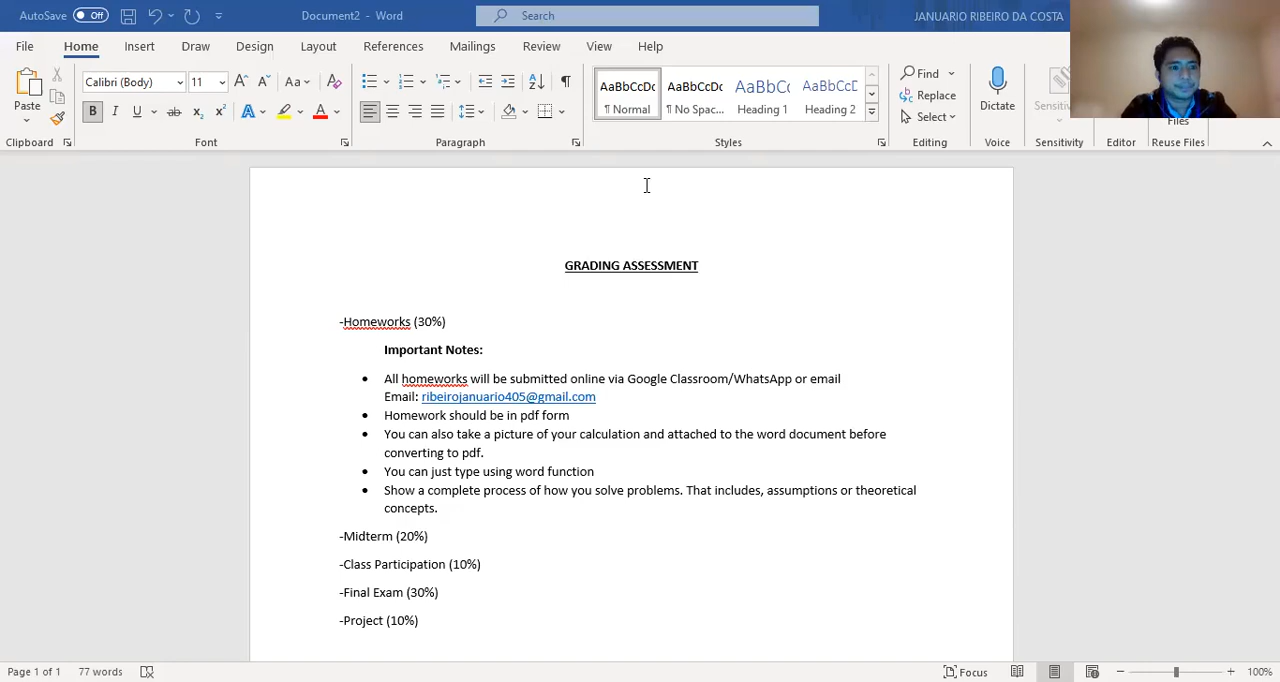 AutoSave Off Document2 - Word Search JANUARIO RIBEIRO DA COSTA
File Home Insert Draw Design Layout References Mailings Review View Help
Paste Calibri (Body) 11 Aa AaBbCcDc AaBbCcDc AaBbCc AaBbCcC Find Replace Select Dictate
B I U ab x₂ x² A A ¶ Normal ¶ No Spac... Heading 1 Heading 2 Files
Clipboard Font Paragraph Styles Editing Voice Sensitivity Editor Reuse Files
GRADING ASSESSMENT
-Homeworks (30%)
Important Notes:
• All homeworks will be submitted online via Google Classroom/WhatsApp or email
Email: ribeirojanuario405@gmail.com
• Homework should be in pdf form
• You can also take a picture of your calculation and attached to the word document before
converting to pdf.
• You can just type using word function
• Show a complete process of how you solve problems. That includes, assumptions or theoretical
concepts.
-Midterm (20%)
-Class Participation (10%)
-Final Exam (30%)
-Project (10%)
Page 1 of 1 77 words Focus 100%